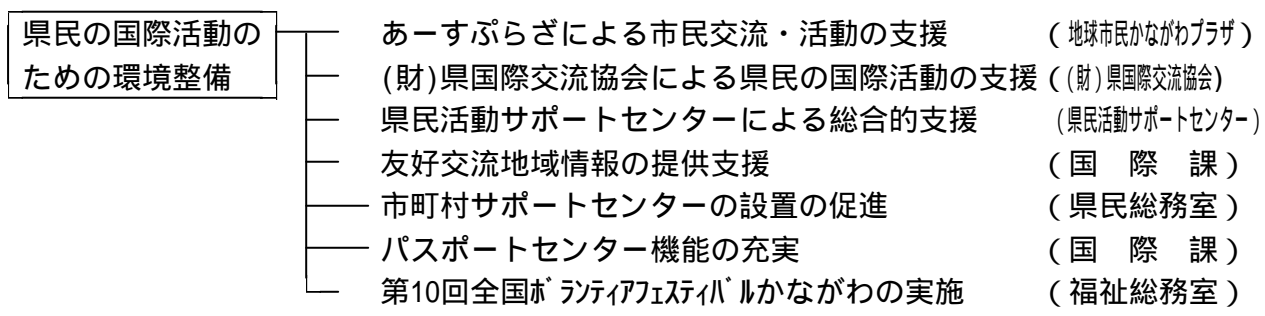 県民の国際活動の あーすぷらざによる市民交流・活動の支援 (地球市民かながわプラザ)
ための環境整備 (財)県国際交流協会による県民の国際活動の支援 ((財)県国際交流協会)
県民活動サポートセンターによる総合的支援 (県民活動サポートセンター)
友好交流地域情報の提供支援 (国 際 課)
市町村サポートセンターの設置の促進 (県民総務室)
パスポートセンター機能の充実 (国 際 課)
第10回全国ボランティアフェスティバルかながわの実施 (福祉総務室)